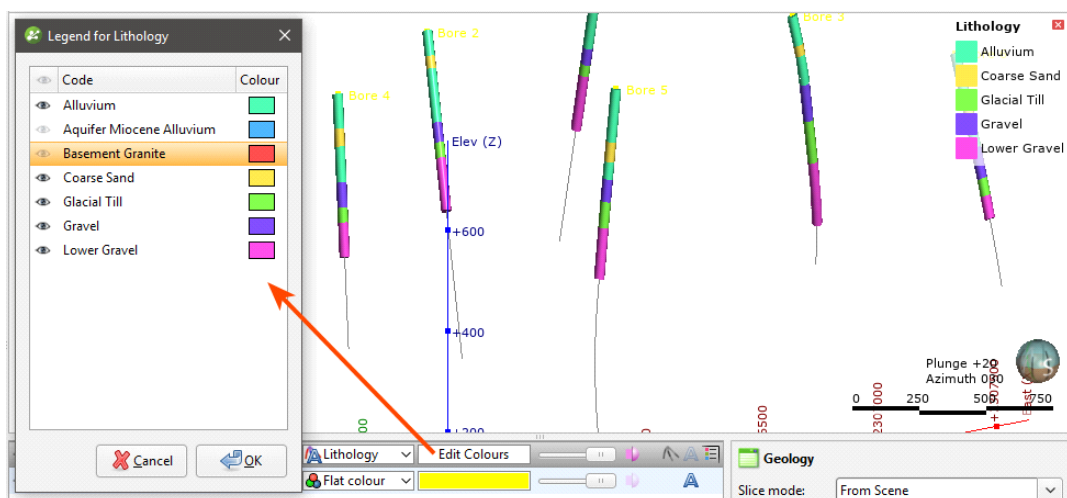 Legend for Lithology
Code Colour
Alluvium
Aquifer Miocene Alluvium
Basement Granite
Coarse Sand
Glacial Till
Gravel
Lower Gravel
Cancel OK
Bore 2
Bore 3
Bore 4
Bore 5
Elev (Z)
+600
+400
+200
Lithology
Alluvium
Coarse Sand
Glacial Till
Gravel
Lower Gravel
Plunge +20
Azimuth 030
S
0 250 500 750
Lithology Edit Colours
Flat colour
Geology
Slice mode: From Scene